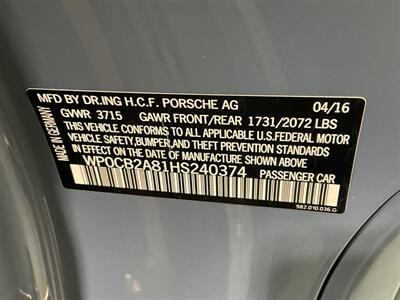 MFD BY DR.ING H.C.F. PORSCHE AG 04/16
GVWR 3715 GAWR FRONT/REAR 1731/2072 LBS
THIS VEHICLE CONFORMS TO ALL APPLICABLE U.S.FEDERAL MOTOR
VEHICLE SAFETY,BUMPER,AND THEFT PREVENTION STANDARDS IN
EFFECT ON THE DATE OF MANUFACTURE SHOWN ABOVE.
WP0CB2A81HS240374
PASSENGER CAR
MADE IN GERMANY
982.010.036.G